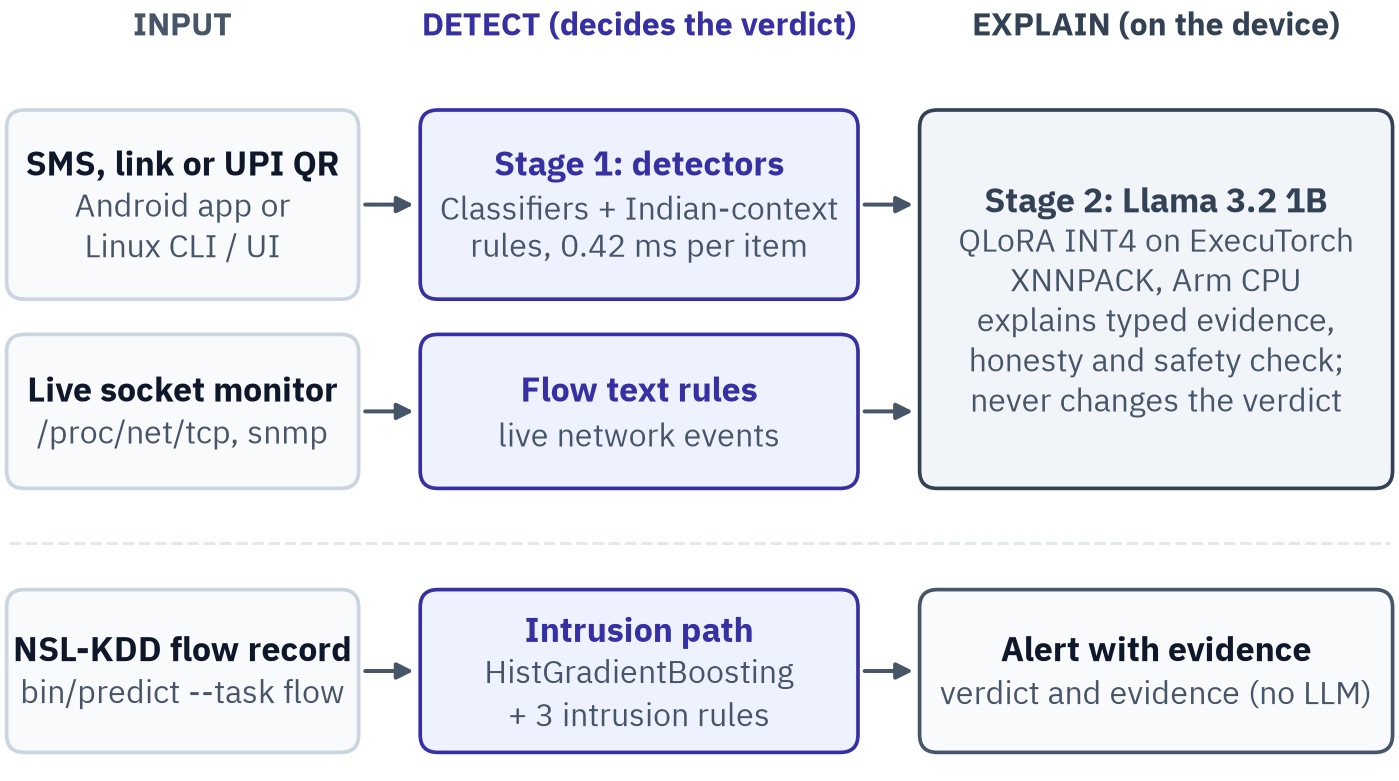 INPUT
DETECT (decides the verdict)
EXPLAIN (on the device)
SMS, link or UPI QR
Android app or
Linux CLI / UI
Stage 1: detectors
Classifiers + Indian-context
rules, 0.42 ms per item
Stage 2: Llama 3.2 1B
QLoRA INT4 on ExecuTorch
XNNPACK, Arm CPU
explains typed evidence,
honesty and safety check;
never changes the verdict
Live socket monitor
/proc/net/tcp, snmp
Flow text rules
live network events
NSL-KDD flow record
bin/predict --task flow
Intrusion path
HistGradientBoosting
+ 3 intrusion rules
Alert with evidence
verdict and evidence (no LLM)